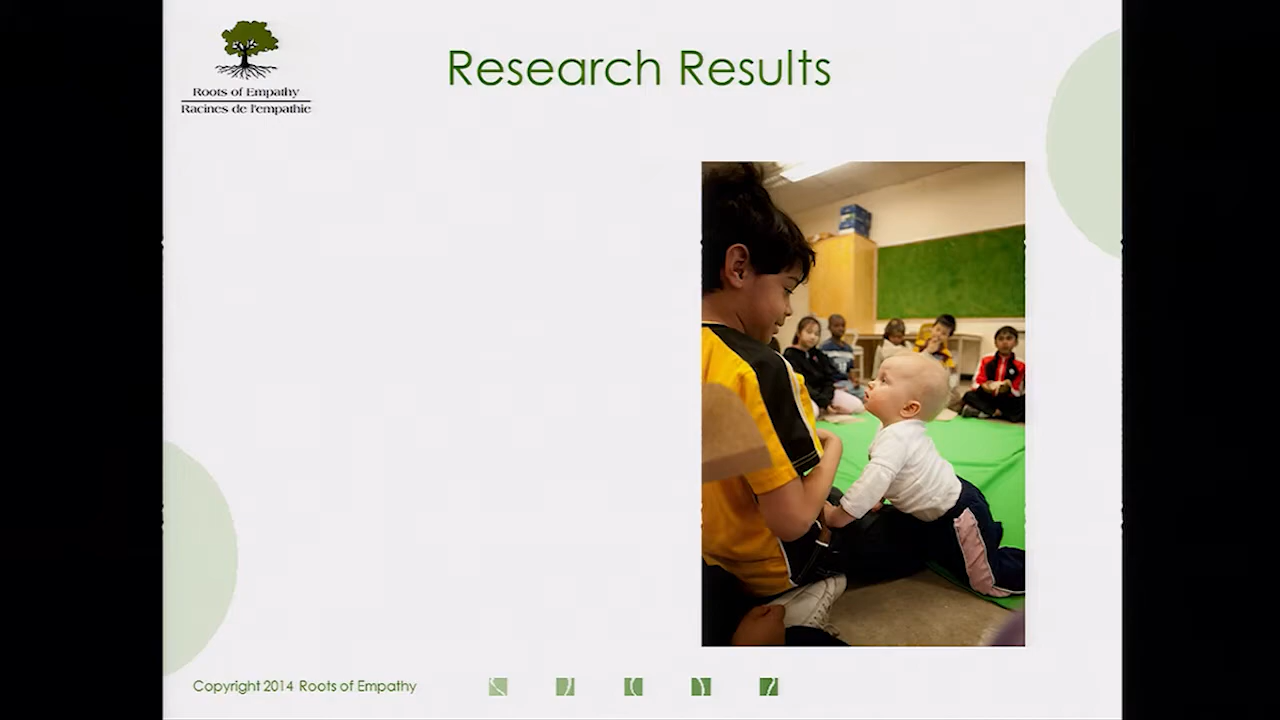 Roots of Empathy
Racines de l'empathie
Research Results
Copyright 2014 Roots of Empathy